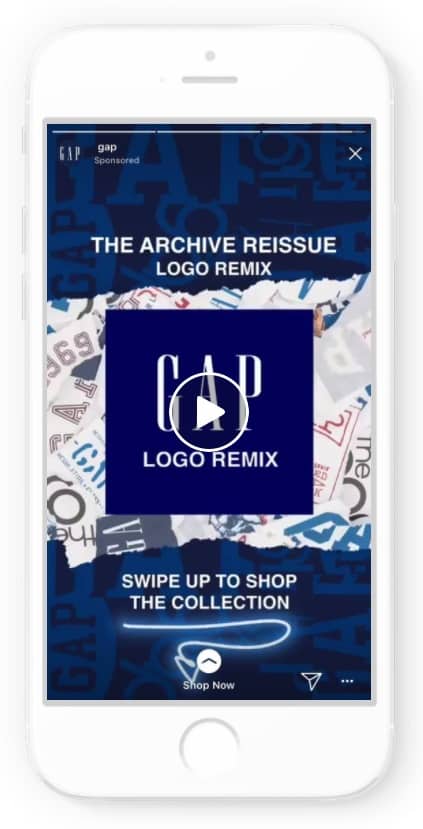 GAP
gap
Sponsored
THE ARCHIVE REISSUE
LOGO REMIX
1969
GAP
LOGO REMIX
SWIPE UP TO SHOP
THE COLLECTION
Shop Now